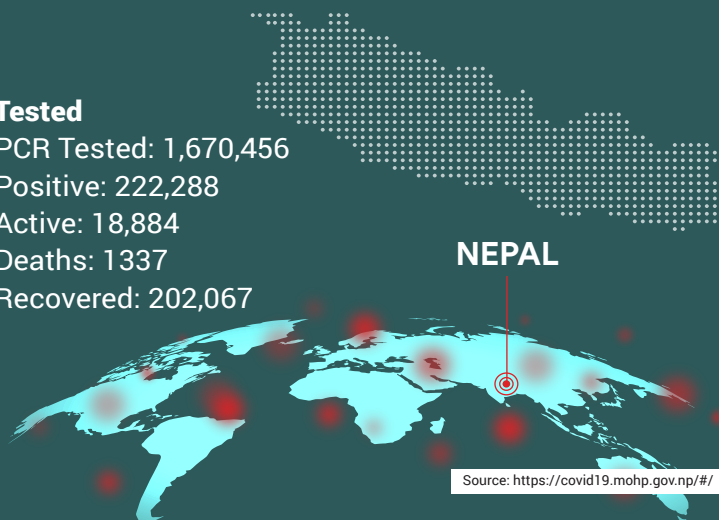 Tested
PCR Tested: 1,670,456
Positive: 222,288
Active: 18,884
Deaths: 1337
Recovered: 202,067
NEPAL
Source: https://covid19.mohp.gov.np/#/